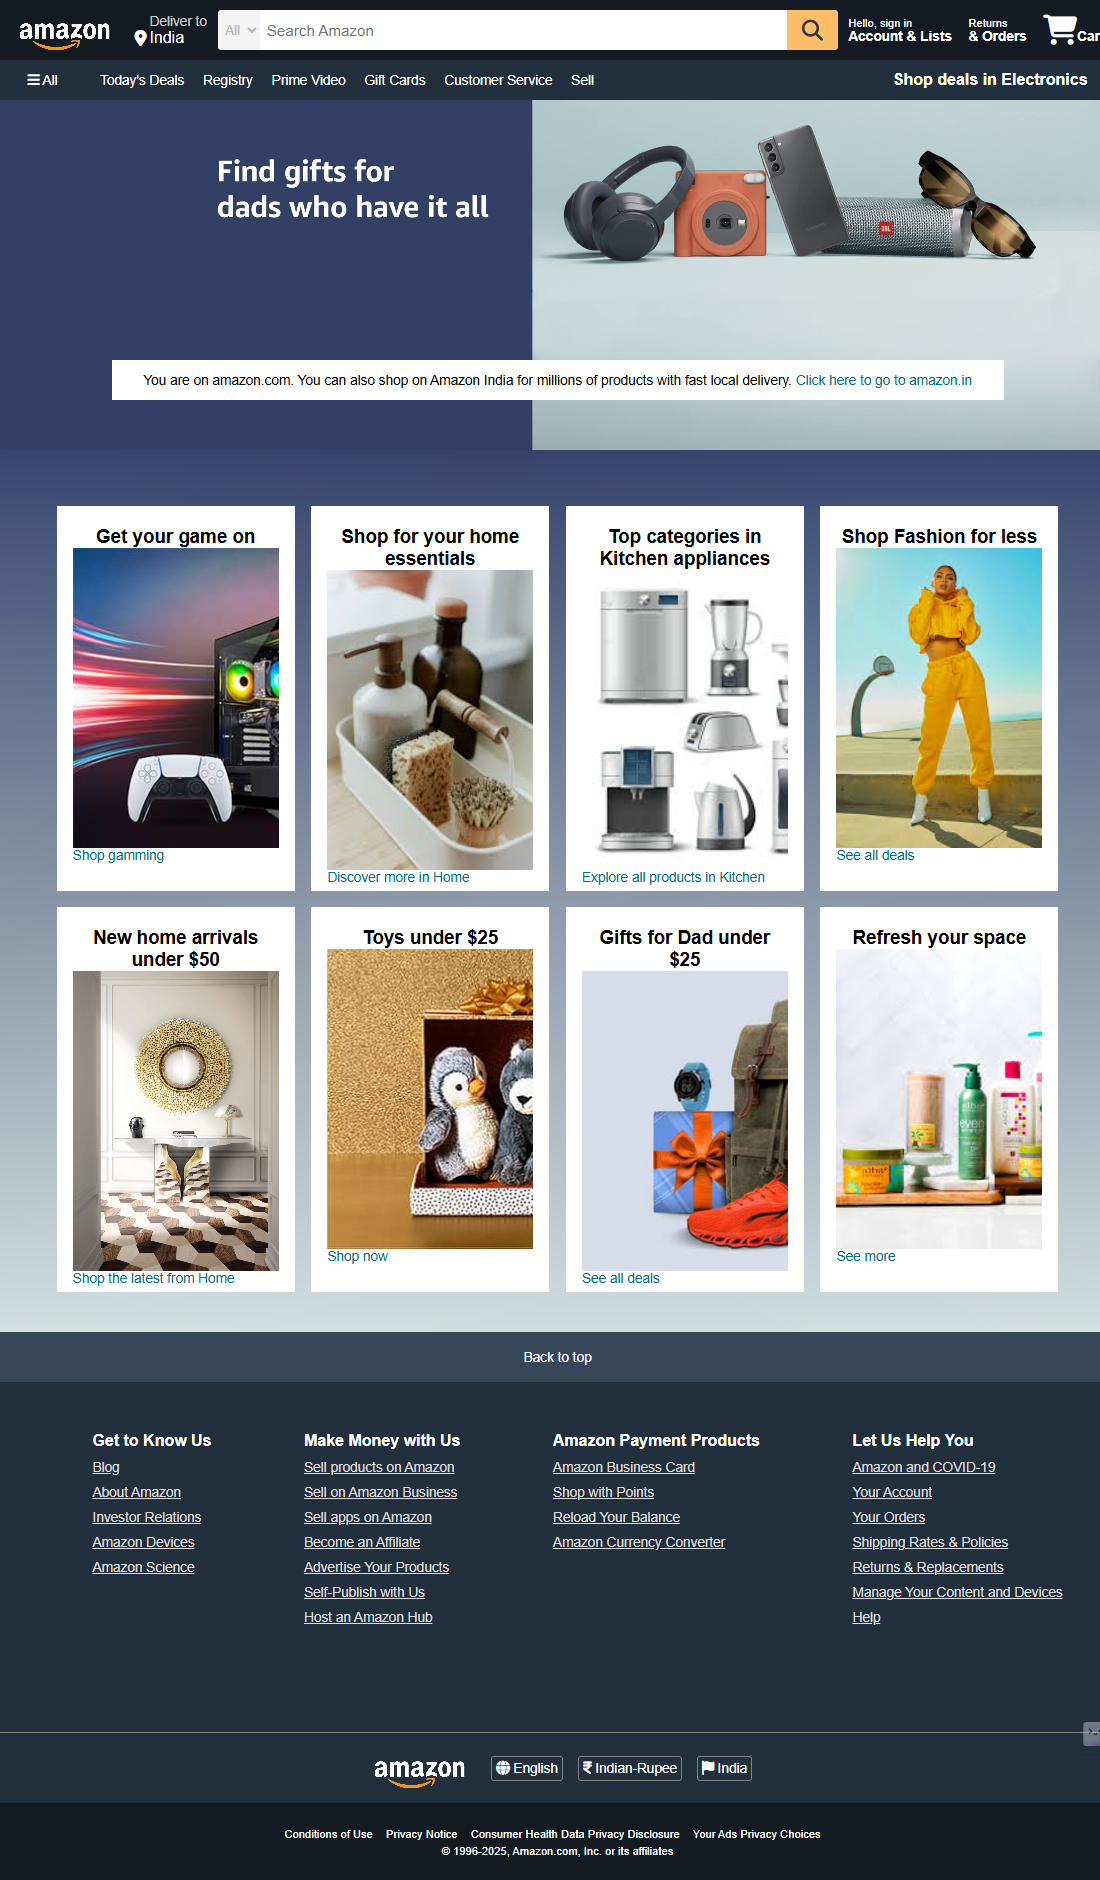 amazon
Deliver to
India
All
Search Amazon
Hello, sign in
Account & Lists
Returns
& Orders
Car
All
Today's Deals
Registry
Prime Video
Gift Cards
Customer Service
Sell
Shop deals in Electronics
Find gifts for
dads who have it all
JBL
You are on amazon.com. You can also shop on Amazon India for millions of products with fast local delivery. Click here to go to amazon.in
Get your game on
Shop gamming
Shop for your home
essentials
Discover more in Home
Top categories in
Kitchen appliances
Explore all products in Kitchen
Shop Fashion for less
See all deals
New home arrivals
under $50
Shop the latest from Home
Toys under $25
Shop now
Gifts for Dad under
$25
See all deals
Refresh your space
See more
Back to top
Get to Know Us
Blog
About Amazon
Investor Relations
Amazon Devices
Amazon Science
Make Money with Us
Sell products on Amazon
Sell on Amazon Business
Sell apps on Amazon
Become an Affiliate
Advertise Your Products
Self-Publish with Us
Host an Amazon Hub
Amazon Payment Products
Amazon Business Card
Shop with Points
Reload Your Balance
Amazon Currency Converter
Let Us Help You
Amazon and COVID-19
Your Account
Your Orders
Shipping Rates & Policies
Returns & Replacements
Manage Your Content and Devices
Help
amazon
English
₹ Indian-Rupee
India
Conditions of Use
Privacy Notice
Consumer Health Data Privacy Disclosure
Your Ads Privacy Choices
© 1996-2025, Amazon.com, Inc. or its affiliates